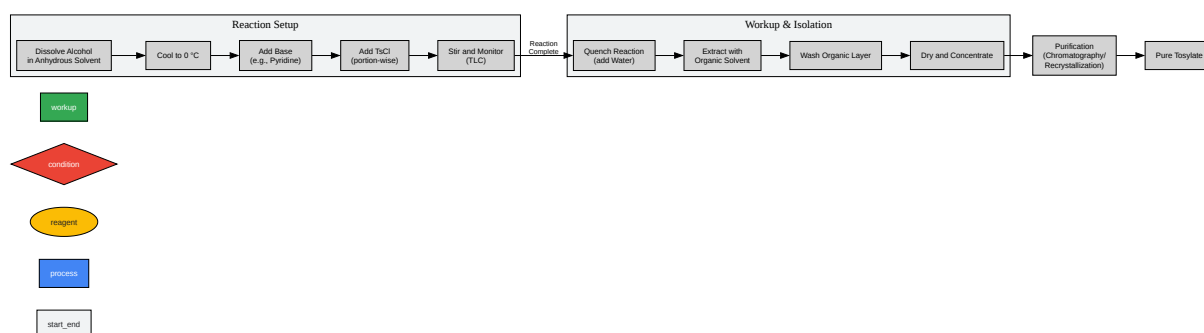 Reaction Setup
Dissolve Alcohol
in Anhydrous Solvent
Cool to 0 °C
Add Base
(e.g., Pyridine)
Add TsCl
(portion-wise)
Stir and Monitor
(TLC)
Reaction
Complete
Workup & Isolation
Quench Reaction
(add Water)
Extract with
Organic Solvent
Wash Organic Layer
Dry and Concentrate
Purification
(Chromatography/
Recrystallization)
Pure Tosylate
workup
condition
reagent
process
start_end